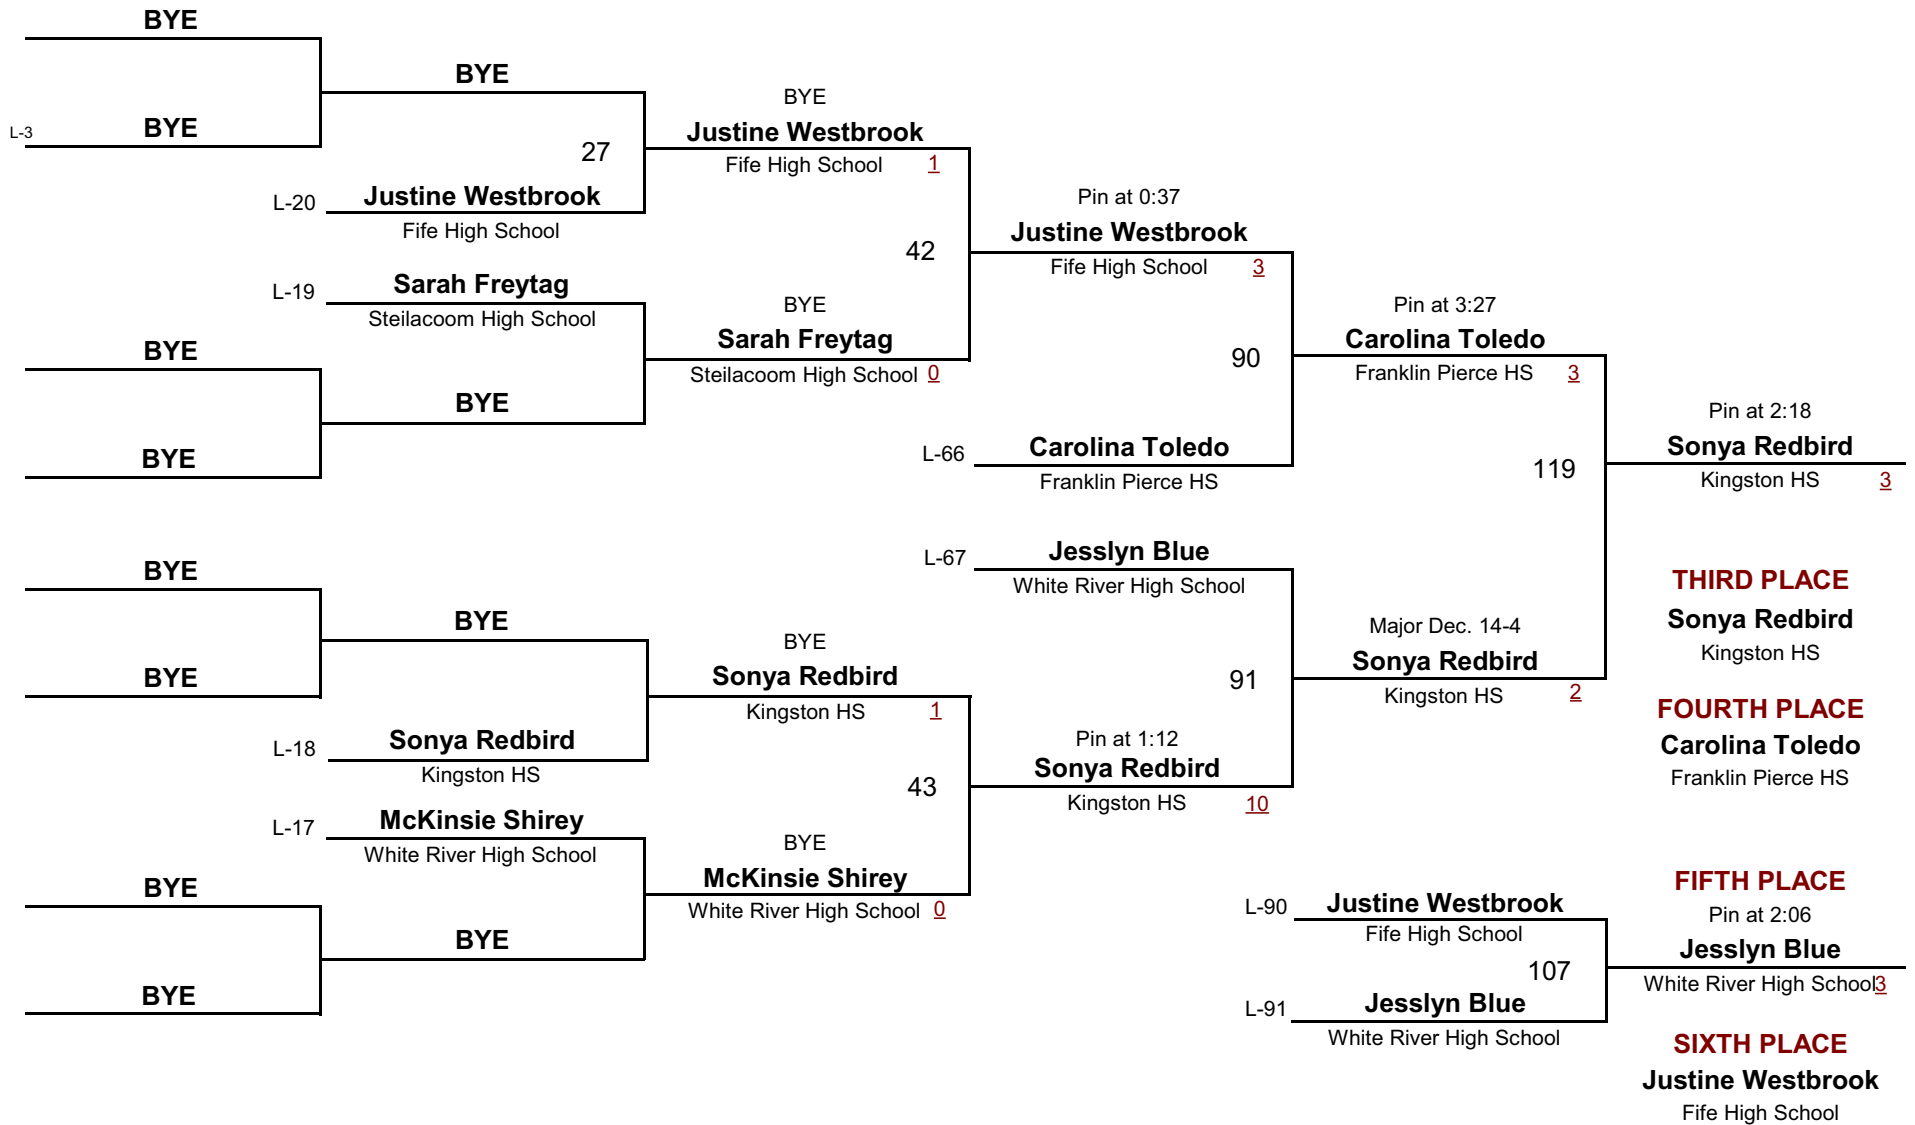 BYE
L-3 BYE
BYE
27
L-20 Justine Westbrook
Fife High School
L-19 Sarah Freytag
Steilacoom High School
BYE
BYE
BYE
BYE
Justine Westbrook
Fife High School 1
42
BYE
Sarah Freytag
Steilacoom High School 0
Pin at 0:37
Justine Westbrook
Fife High School 3
90
L-66 Carolina Toledo
Franklin Pierce HS
Pin at 3:27
Carolina Toledo
Franklin Pierce HS 3
119
Pin at 2:18
Sonya Redbird
Kingston HS 3
BYE
BYE
BYE
L-18 Sonya Redbird
Kingston HS
L-17 McKinsie Shirey
White River High School
BYE
BYE
BYE
BYE
Sonya Redbird
Kingston HS 1
43
BYE
McKinsie Shirey
White River High School 0
L-67 Jesslyn Blue
White River High School
91
Pin at 1:12
Sonya Redbird
Kingston HS 10
Major Dec. 14-4
Sonya Redbird
Kingston HS 2
THIRD PLACE
Sonya Redbird
Kingston HS
FOURTH PLACE
Carolina Toledo
Franklin Pierce HS
L-90 Justine Westbrook
Fife High School
107
L-91 Jesslyn Blue
White River High School
FIFTH PLACE
Pin at 2:06
Jesslyn Blue
White River High School 3
SIXTH PLACE
Justine Westbrook
Fife High School